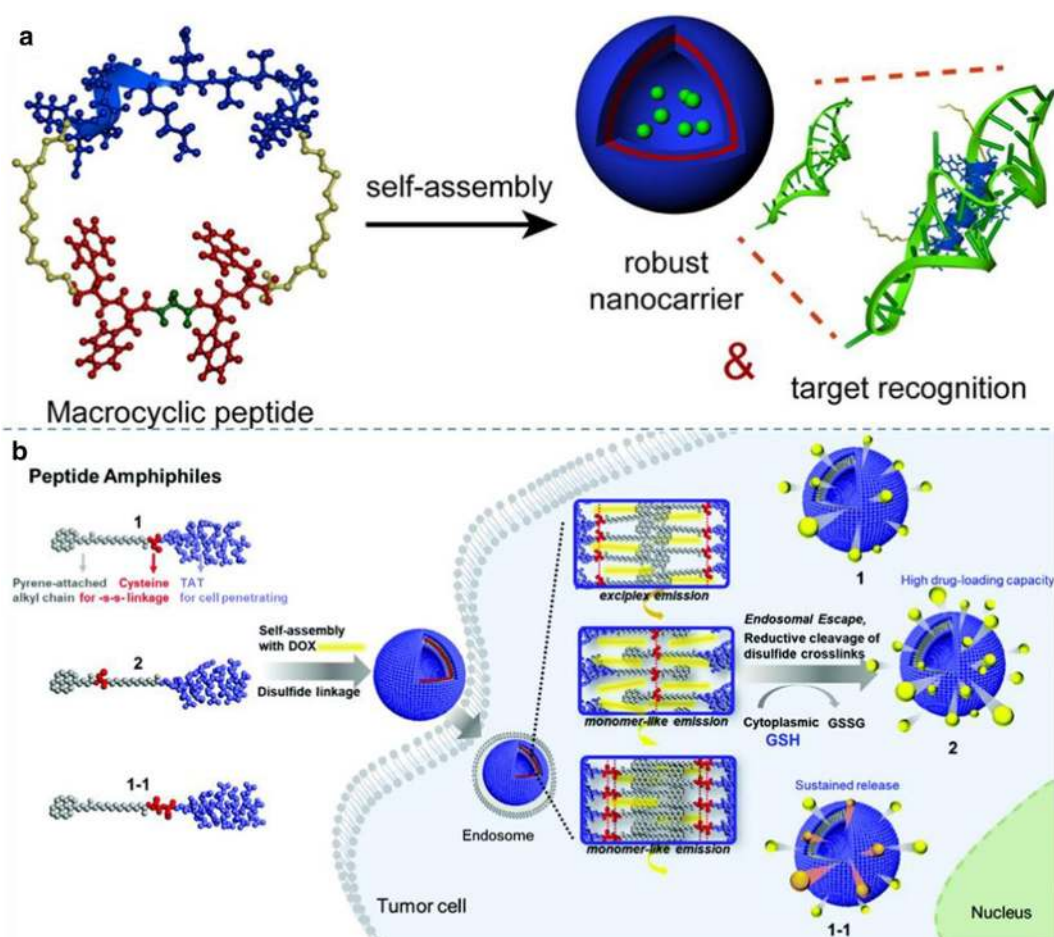 a
self-assembly
robust
nanocarrier
&
target recognition
Macrocyclic peptide
b
Peptide Amphiphiles
1
Pyrene-attached Cysteine TAT
alkyl chain for -s-s- linkage for cell penetrating
2
Self-assembly
with DOX
Disulfide linkage
1-1
Endosome
Tumor cell
exciplex emission
monomer-like emission
monomer-like emission
Endosomal Escape,
Reductive cleavage of
disulfide crosslinks
Cytoplasmic GSSG
GSH
1
High drug-loading capacity
2
Sustained release
1-1
Nucleus